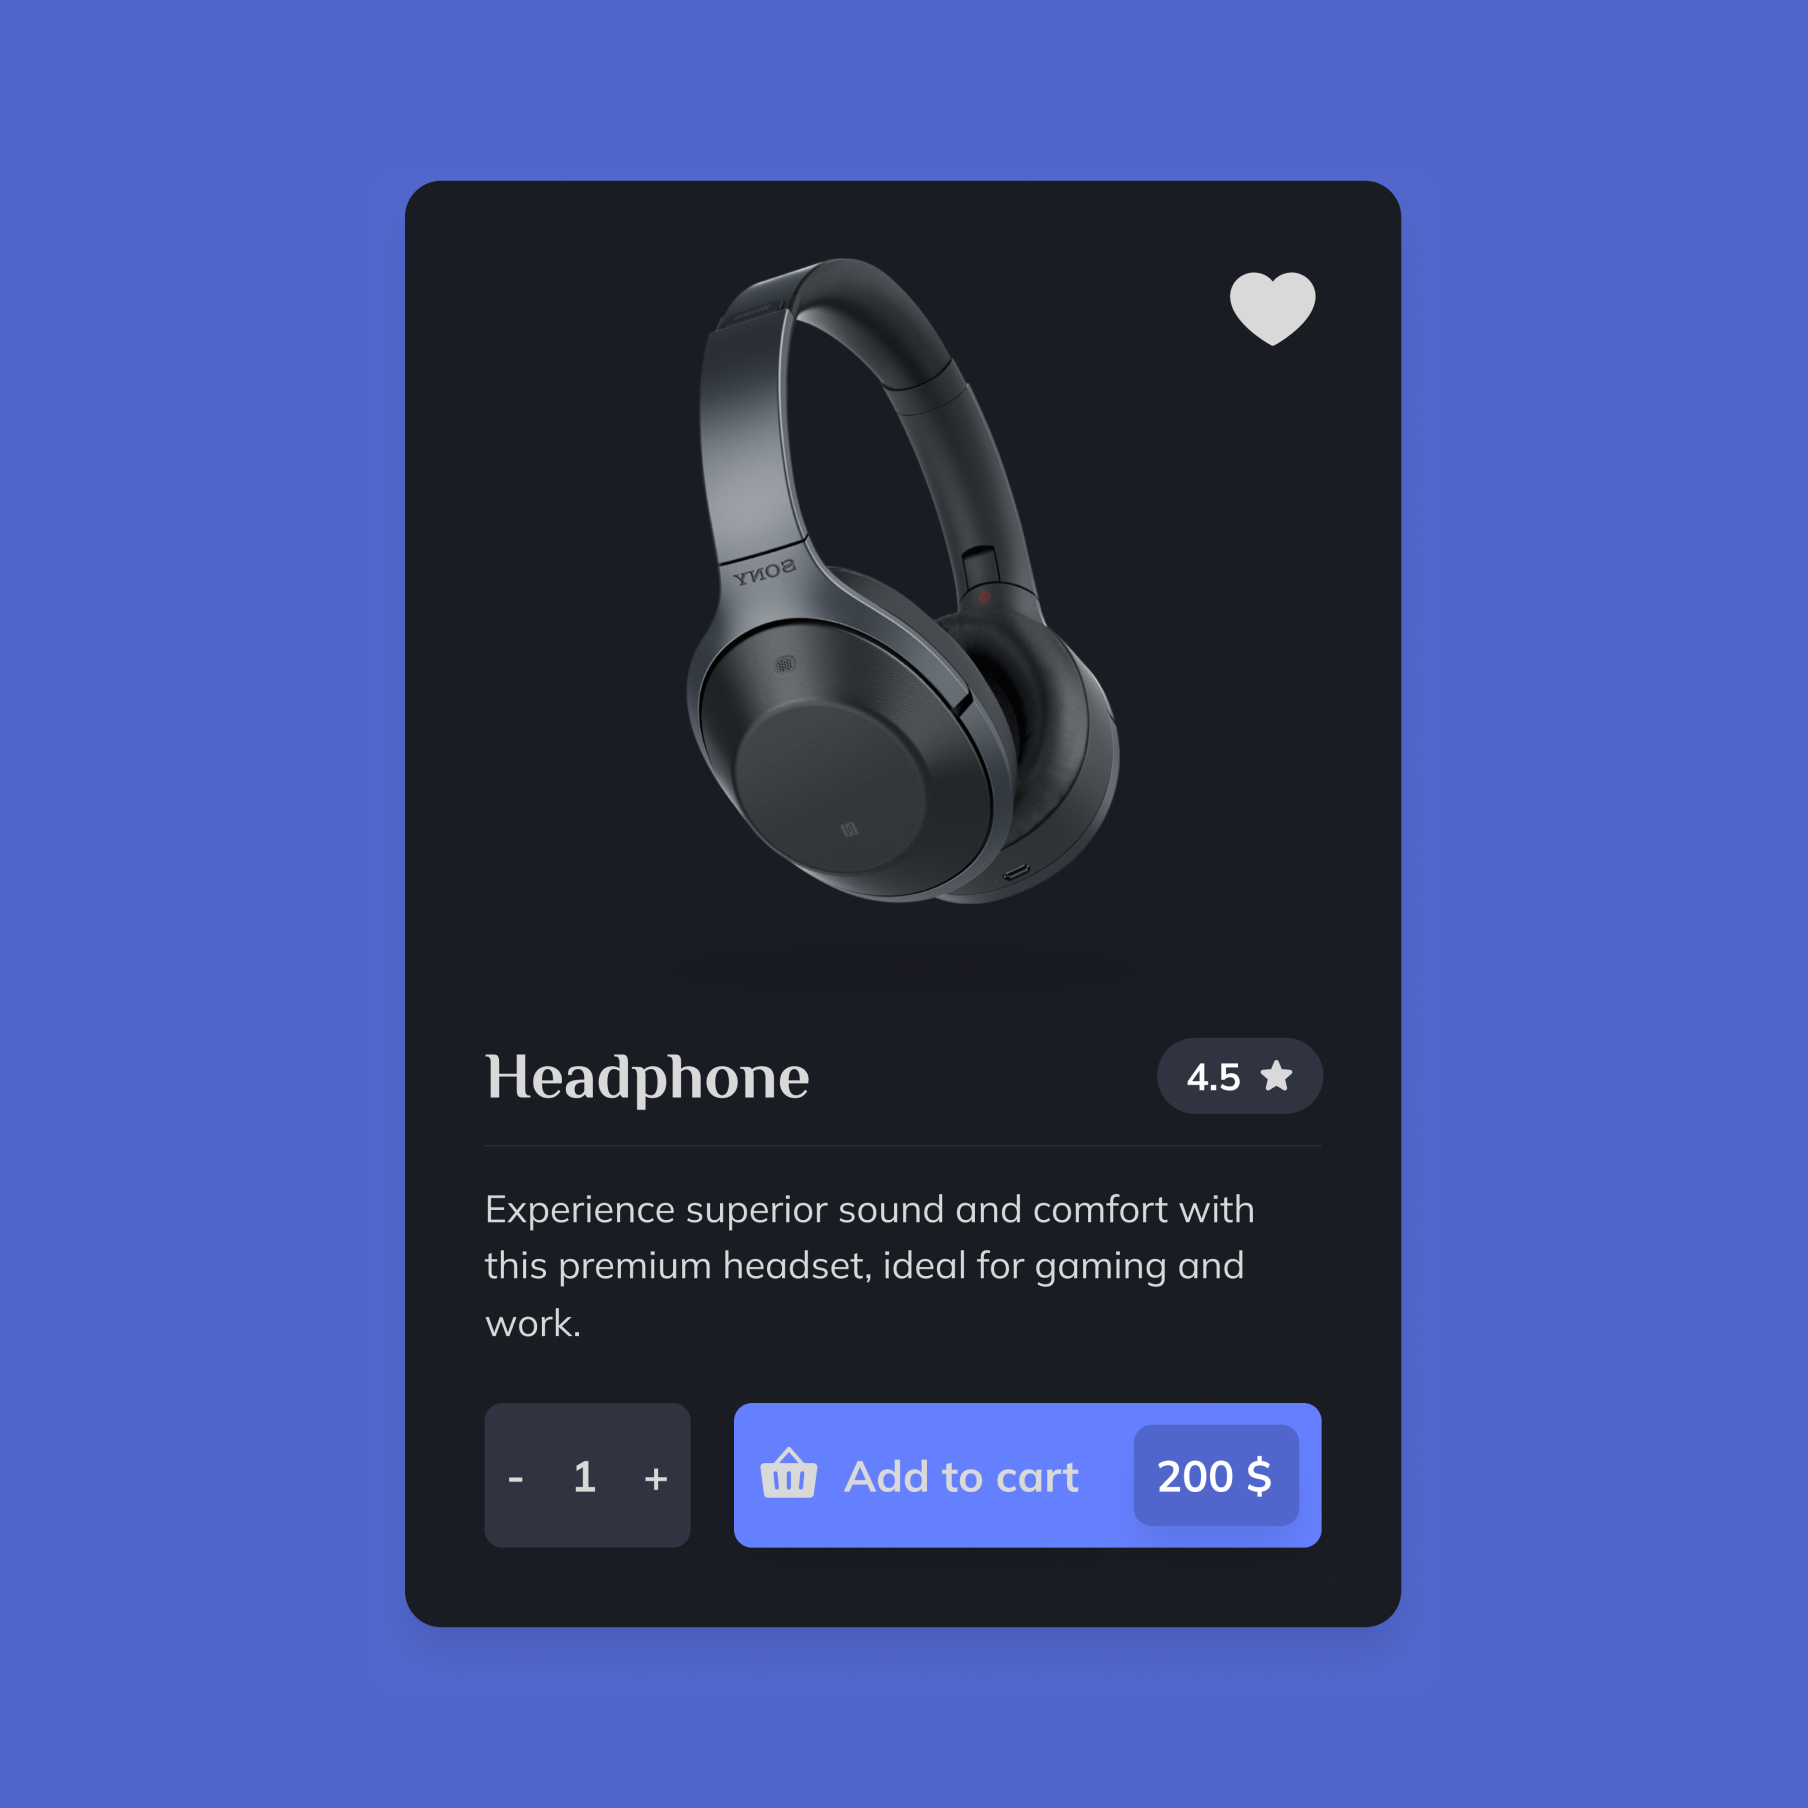 SONY
Headphone
4.5
Experience superior sound and comfort with
this premium headset, ideal for gaming and
work.
- 1 +
Add to cart
200 $